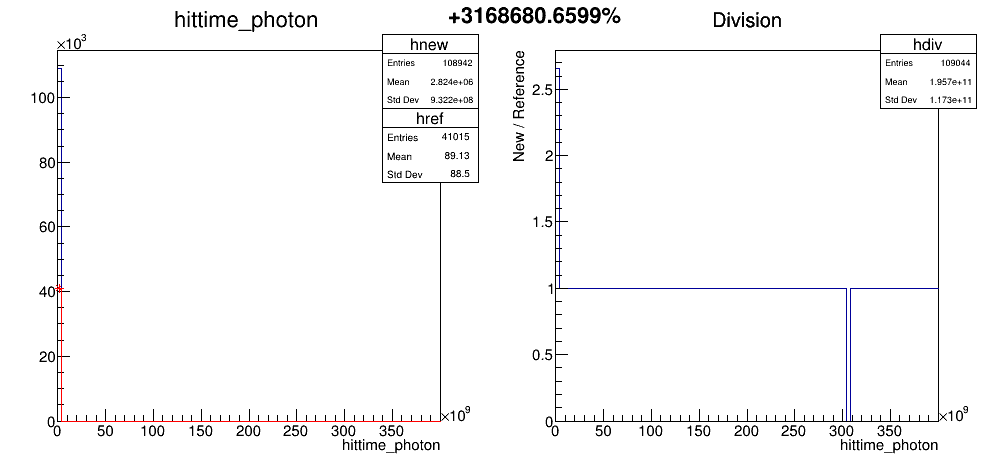 +3168680.6599%
hittime_photon
×10³
100
80
60
40
20
0
0 50 100 150 200 250 300 350
×10⁹
hittime_photon
hnew
Entries 108942
Mean 2.824e+06
Std Dev 9.322e+08
href
Entries 41015
Mean 89.13
Std Dev 88.5
Division
New / Reference
2.5
2
1.5
1
0.5
0
0 50 100 150 200 250 300 350
×10⁹
hittime_photon
hdiv
Entries 109044
Mean 1.957e+11
Std Dev 1.173e+11